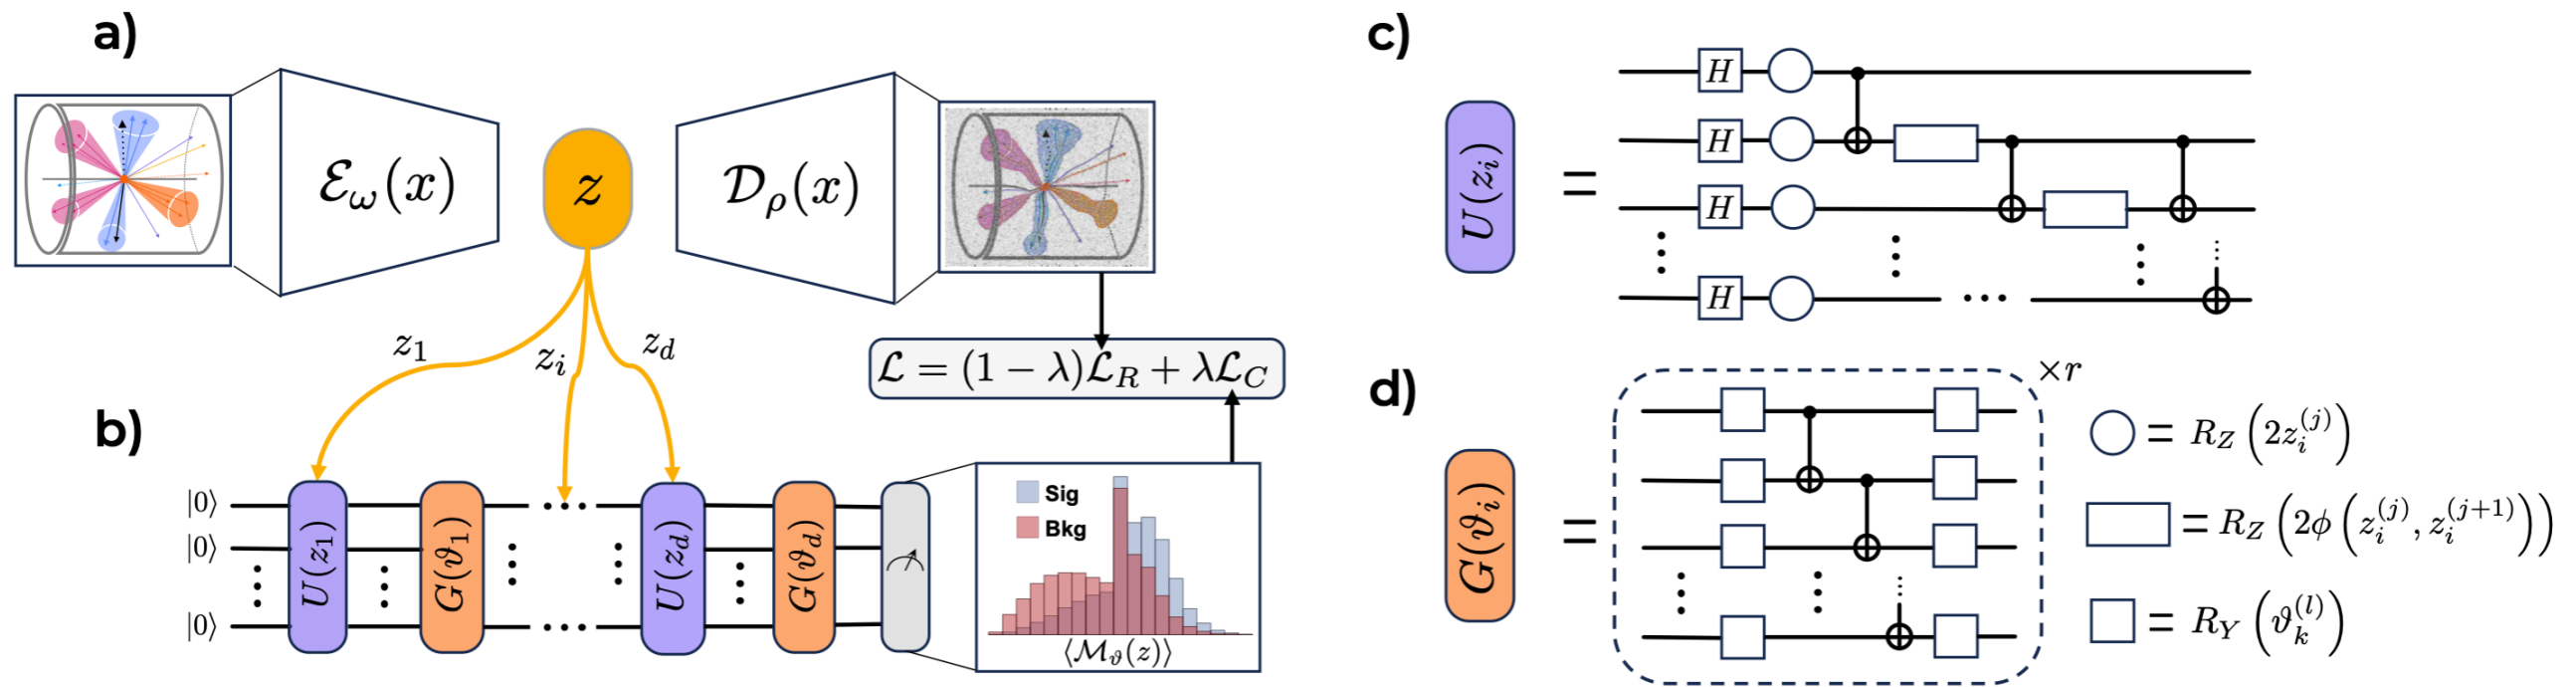 a)
ℰ_ω(x)
z
𝒟_ρ(x)
z_1
z_i
z_d
ℒ = (1 − λ)ℒ_R + λℒ_C
b)
|0⟩
|0⟩
|0⟩
U(z_1)
G(ϑ_1)
U(z_d)
G(ϑ_d)
Sig
Bkg
⟨ℳ_ϑ(z)⟩
c)
U(z_i)
=
H
H
H
H
d)
G(ϑ_i)
=
×r
= R_Z (2z_i^{(j)})
= R_Z (2ϕ (z_i^{(j)}, z_i^{(j+1)}))
= R_Y (ϑ_k^{(l)})